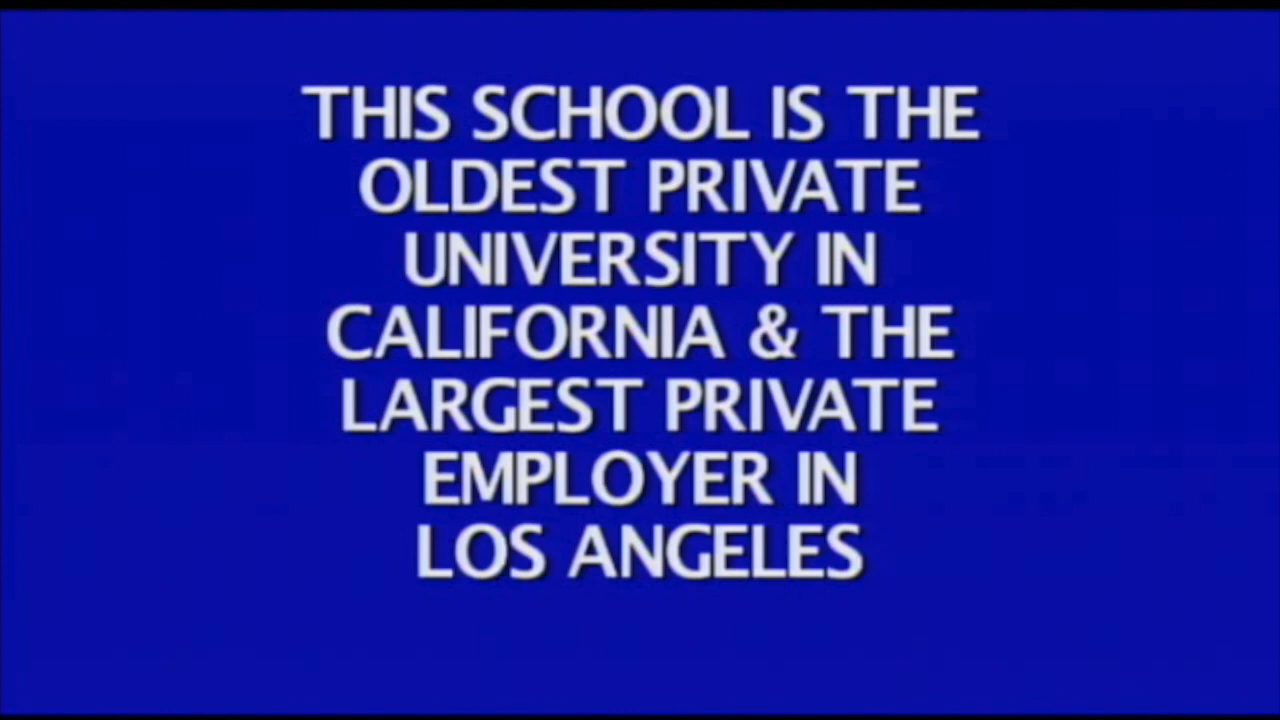 THIS SCHOOL IS THE
OLDEST PRIVATE
UNIVERSITY IN
CALIFORNIA & THE
LARGEST PRIVATE
EMPLOYER IN
LOS ANGELES